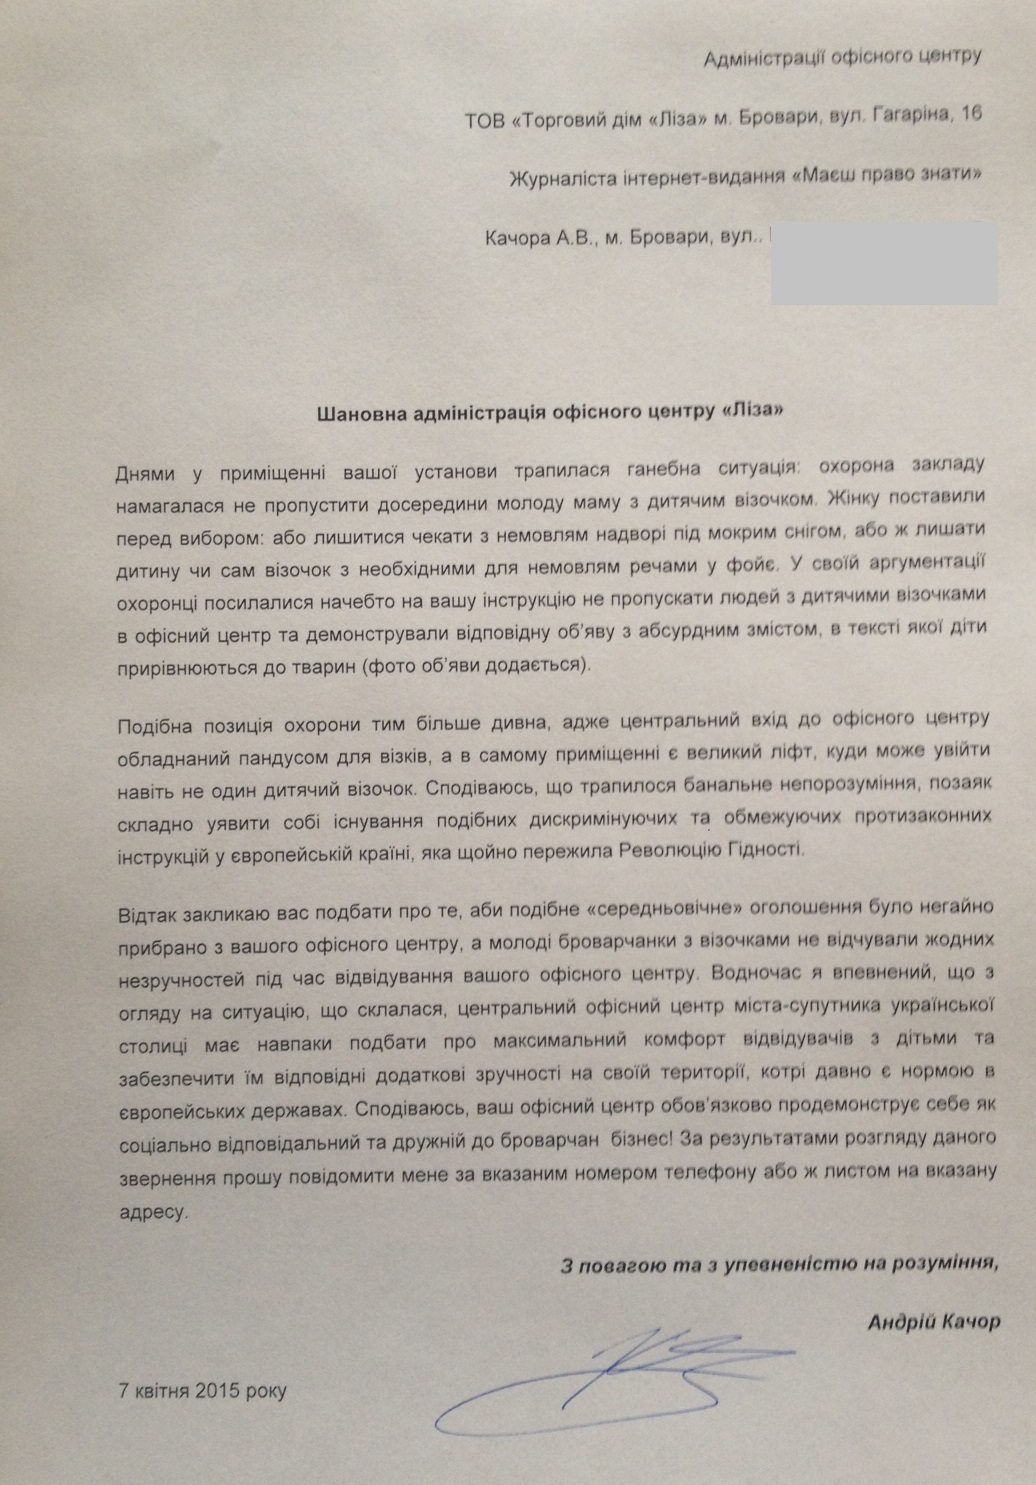 Адміністрації офісного центру
ТОВ «Торговий дім «Ліза» м. Бровари, вул. Гагаріна, 16
Журналіста інтернет-видання «Маєш право знати»
Качора А.В., м. Бровари, вул..
Шановна адміністрація офісного центру «Ліза»
Днями у приміщенні вашої установи трапилася ганебна ситуація: охорона закладу
намагалася не пропустити досередини молоду маму з дитячим візочком. Жінку поставили
перед вибором: або лишитися чекати з немовлям надворі під мокрим снігом, або ж лишати
дитину чи сам візочок з необхідними для немовлям речами у фойє. У своїй аргументації
охоронці посилалися начебто на вашу інструкцію не пропускати людей з дитячими візочками
в офісний центр та демонстрували відповідну об’яву з абсурдним змістом, в тексті якої діти
прирівнюються до тварин (фото об’яви додається).
Подібна позиція охорони тим більше дивна, адже центральний вхід до офісного центру
обладнаний пандусом для візків, а в самому приміщенні є великий ліфт, куди може увійти
навіть не один дитячий візочок. Сподіваюсь, що трапилося банальне непорозуміння, позаяк
складно уявити собі існування подібних дискримінуючих та обмежуючих протизаконних
інструкцій у європейській країні, яка щойно пережила Революцію Гідності.
Відтак закликаю вас подбати про те, аби подібне «середньовічне» оголошення було негайно
прибрано з вашого офісного центру, а молоді броварчанки з візочками не відчували жодних
незручностей під час відвідування вашого офісного центру. Водночас я впевнений, що з
огляду на ситуацію, що склалася, центральний офісний центр міста-супутника української
столиці має навпаки подбати про максимальний комфорт відвідувачів з дітьми та
забезпечити їм відповідні додаткові зручності на своїй території, котрі давно є нормою в
європейських державах. Сподіваюсь, ваш офісний центр обов’язково продемонструє себе як
соціально відповідальний та дружній до броварчан  бізнес! За результатами розгляду даного
звернення прошу повідомити мене за вказаним номером телефону або ж листом на вказану
адресу.
З повагою та з упевненістю на розуміння,
Андрій Качор
7 квітня 2015 року